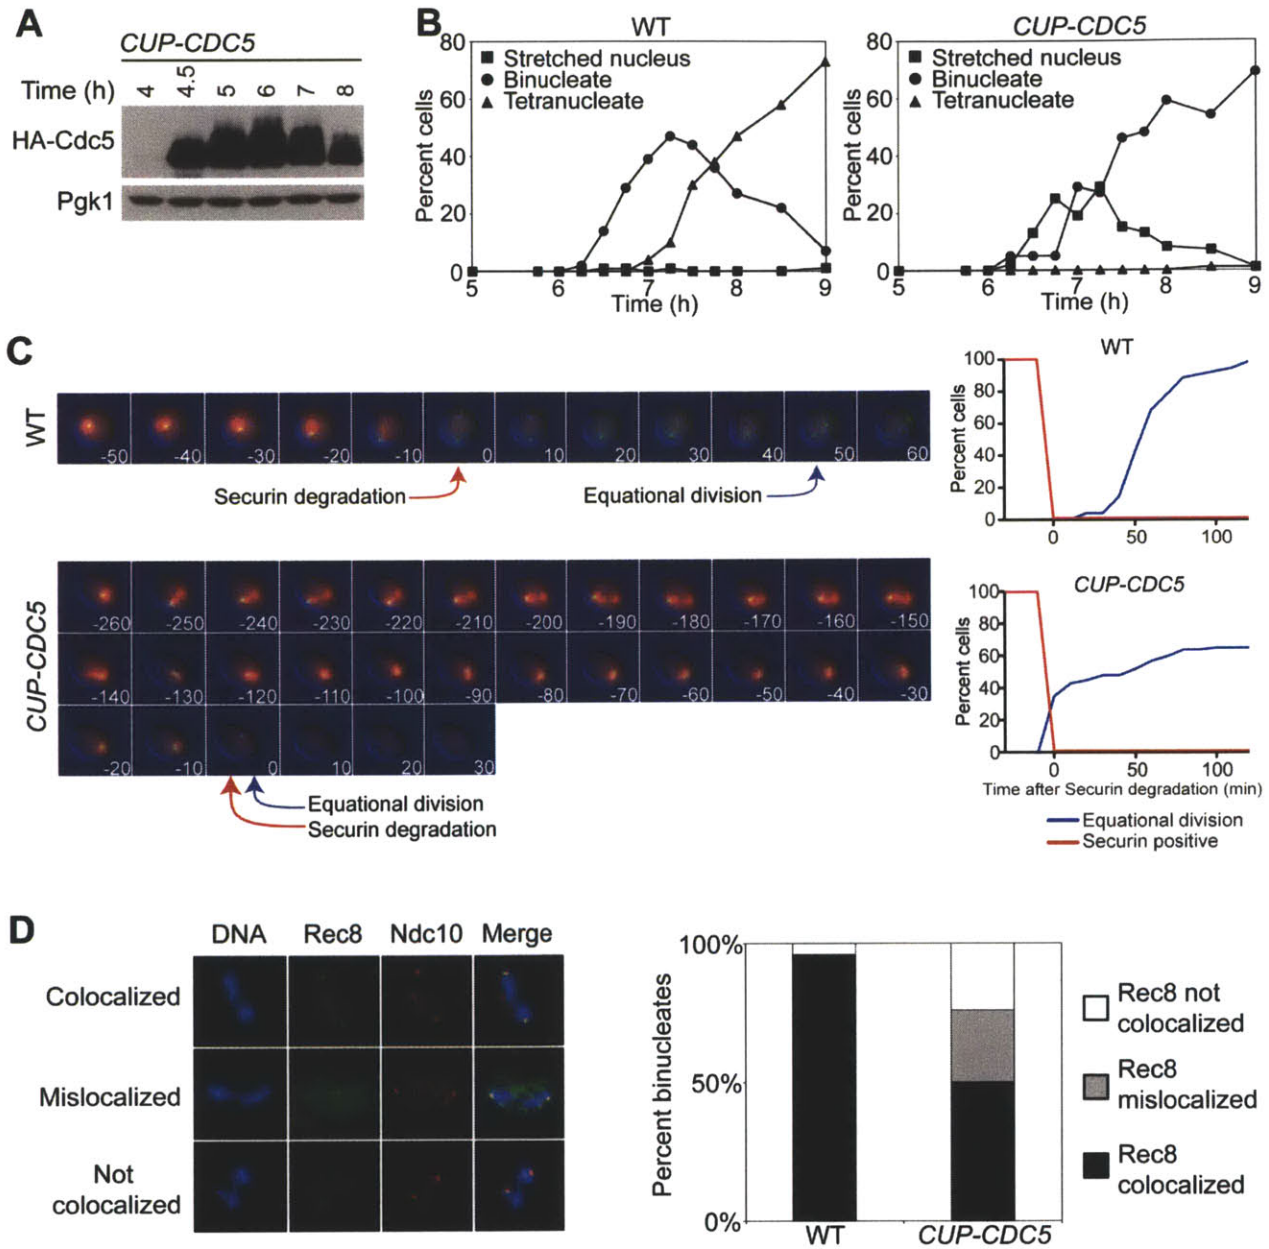 A
CUP-CDC5
Time (h) 4 4.5 5 6 7 8
HA-Cdc5
Pgk1
B
WT
80
60
40
20
0
Percent cells
Stretched nucleus
Binucleate
Tetranucleate
5 6 7 8 9
Time (h)
CUP-CDC5
80
60
40
20
0
Percent cells
Stretched nucleus
Binucleate
Tetranucleate
5 6 7 8 9
Time (h)
C
WT
-50 -40 -30 -20 -10 0 10 20 30 40 50 60
Securin degradation
Equational division
CUP-CDC5
-260 -250 -240 -230 -220 -210 -200 -190 -180 -170 -160 -150
-140 -130 -120 -110 -100 -90 -80 -70 -60 -50 -40 -30
-20 -10 0 10 20 30
Equational division
Securin degradation
WT
100
80
60
40
20
0
Percent cells
0 50 100
CUP-CDC5
100
80
60
40
20
0
Percent cells
0 50 100
Time after Securin degradation (min)
Equational division
Securin positive
D
DNA Rec8 Ndc10 Merge
Colocalized
Mislocalized
Not
colocalized
100%
50%
0%
Percent binucleates
WT CUP-CDC5
Rec8 not
colocalized
Rec8
mislocalized
Rec8
colocalized